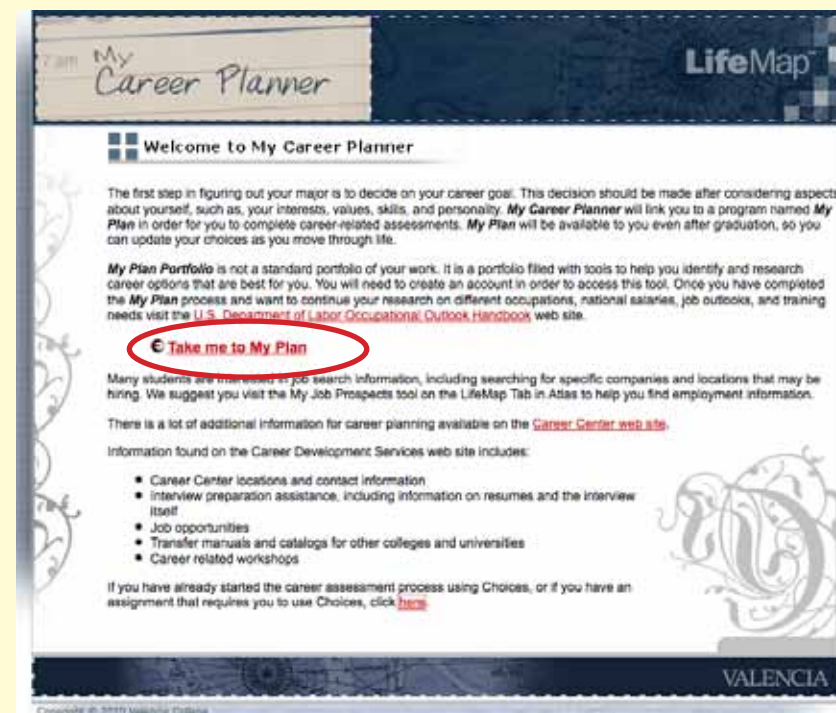 7 am My
Career Planner
LifeMap™
Welcome to My Career Planner
The first step in figuring out your major is to decide on your career goal. This decision should be made after considering aspects
about yourself, such as, your interests, values, skills, and personality. My Career Planner will link you to a program named My
Plan in order for you to complete career-related assessments. My Plan will be available to you even after graduation, so you
can update your choices as you move through life.
My Plan Portfolio is not a standard portfolio of your work. It is a portfolio filled with tools to help you identify and research
career options that are best for you. You will need to create an account in order to access this tool. Once you have completed
the My Plan process and want to continue your research on different occupations, national salaries, job outlooks, and training
needs visit the U.S. Department of Labor Occupational Outlook Handbook web site.
Take me to My Plan
Many students are interested in job search information, including searching for specific companies and locations that may be
hiring. We suggest you visit the My Job Prospects tool on the LifeMap Tab in Atlas to help you find employment information.
There is a lot of additional information for career planning available on the Career Center web site.
Information found on the Career Development Services web site includes:
• Career Center locations and contact information
• Interview preparation assistance, including information on resumes and the interview
itself
• Job opportunities
• Transfer manuals and catalogs for other colleges and universities
• Career related workshops
If you have already started the career assessment process using Choices, or if you have an
assignment that requires you to use Choices, click here.
VALENCIA
Copyright © 2010 Valencia College